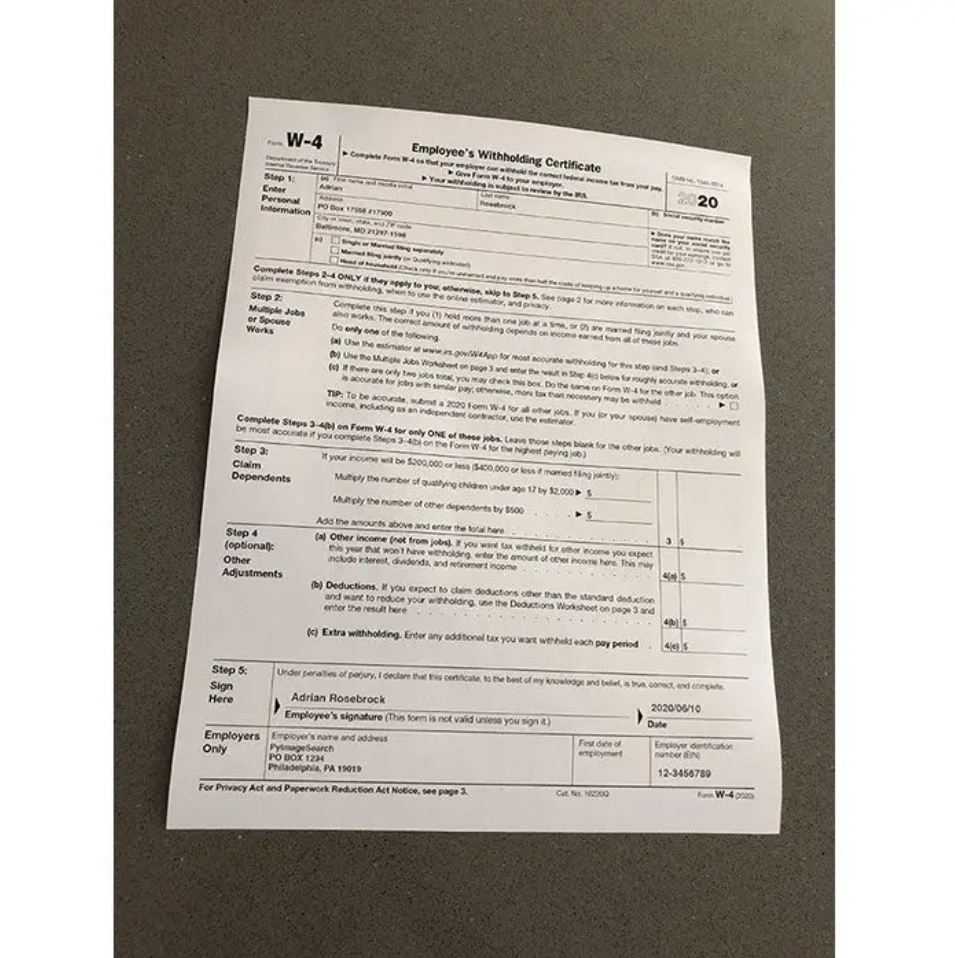 Form W-4
Department of the Treasury
Internal Revenue Service
Employee's Withholding Certificate
▶ Complete Form W-4 so that your employer can withhold the correct federal income tax from your pay.
▶ Give Form W-4 to your employer.
▶ Your withholding is subject to review by the IRS.
OMB No. 1545-0074
2020
Step 1:
Enter
Personal
Information
(a) First name and middle initial
Adrian
Last name
Rosebrock
(b) Social security number
Address
PO Box 17598 #17900
City or town, state, and ZIP code
Baltimore, MD 21297-1598
▶ Does your name match the
name on your social security
card? If not, to ensure you get
credit for your earnings, contact
SSA at 800-772-1213 or go to
www.ssa.gov.
(c) Single or Married filing separately
Married filing jointly (or Qualifying widow(er))
Head of household (Check only if you're unmarried and pay more than half the costs of keeping up a home for yourself and a qualifying individual.)
Complete Steps 2–4 ONLY if they apply to you; otherwise, skip to Step 5. See page 2 for more information on each step, who can
claim exemption from withholding, when to use the online estimator, and privacy.
Step 2:
Multiple Jobs
or Spouse
Works
Complete this step if you (1) hold more than one job at a time, or (2) are married filing jointly and your spouse
also works. The correct amount of withholding depends on income earned from all of these jobs.
Do only one of the following.
(a) Use the estimator at www.irs.gov/W4App for most accurate withholding for this step (and Steps 3–4); or
(b) Use the Multiple Jobs Worksheet on page 3 and enter the result in Step 4(c) below for roughly accurate withholding; or
(c) If there are only two jobs total, you may check this box. Do the same on Form W-4 for the other job. This option
is accurate for jobs with similar pay; otherwise, more tax than necessary may be withheld . . . . . ▶
TIP: To be accurate, submit a 2020 Form W-4 for all other jobs. If you (or your spouse) have self-employment
income, including as an independent contractor, use the estimator.
Complete Steps 3–4(b) on Form W-4 for only ONE of these jobs. Leave those steps blank for the other jobs. (Your withholding will
be most accurate if you complete Steps 3–4(b) on the Form W-4 for the highest paying job.)
Step 3:
Claim
Dependents
If your income will be $200,000 or less ($400,000 or less if married filing jointly):
Multiply the number of qualifying children under age 17 by $2,000 ▶ $
Multiply the number of other dependents by $500 . . . . ▶ $
Add the amounts above and enter the total here . . . . . . . . . . . . . 3 $
Step 4
(optional):
Other
Adjustments
(a) Other income (not from jobs). If you want tax withheld for other income you expect
this year that won't have withholding, enter the amount of other income here. This may
include interest, dividends, and retirement income . . . . . . . . . . . . 4(a) $
(b) Deductions. If you expect to claim deductions other than the standard deduction
and want to reduce your withholding, use the Deductions Worksheet on page 3 and
enter the result here . . . . . . . . . . . . . . . . . . . . . 4(b) $
(c) Extra withholding. Enter any additional tax you want withheld each pay period . 4(c) $
Step 5:
Sign
Here
Under penalties of perjury, I declare that this certificate, to the best of my knowledge and belief, is true, correct, and complete.
Adrian Rosebrock
2020/06/10
Employee's signature (This form is not valid unless you sign it.)
Date
Employers
Only
Employer's name and address
PyImageSearch
PO BOX 1234
Philadelphia, PA 19019
First date of
employment
Employer identification
number (EIN)
12-3456789
For Privacy Act and Paperwork Reduction Act Notice, see page 3.
Cat. No. 10220Q
Form W-4 (2020)